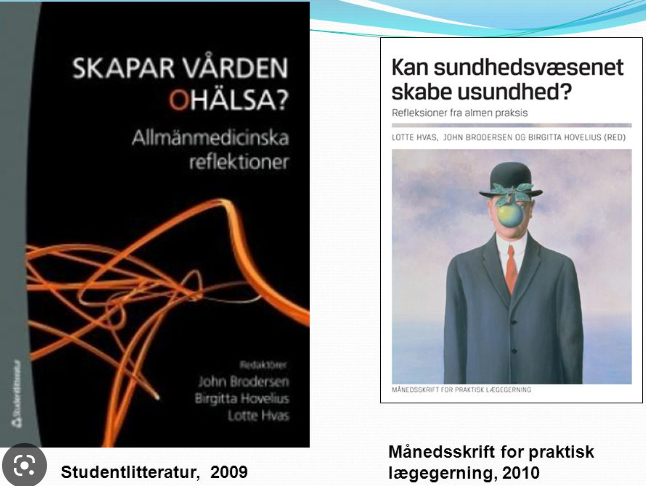 SKAPAR VÅRDEN
OHÄLSA?
Allmänmedicinska
reflektioner
Redaktörer
John Brodersen
Birgitta Hovelius
Lotte Hvas
Studentlitteratur
Studentlitteratur, 2009
Kan sundhedsvæsenet
skabe usundhed?
Refleksioner fra almen praksis
LOTTE HVAS, JOHN BRODERSEN OG BIRGITTA HOVELIUS (RED)
MÅNEDSSKRIFT FOR PRAKTISK LÆGEGERNING
Månedsskrift for praktisk
lægegerning, 2010